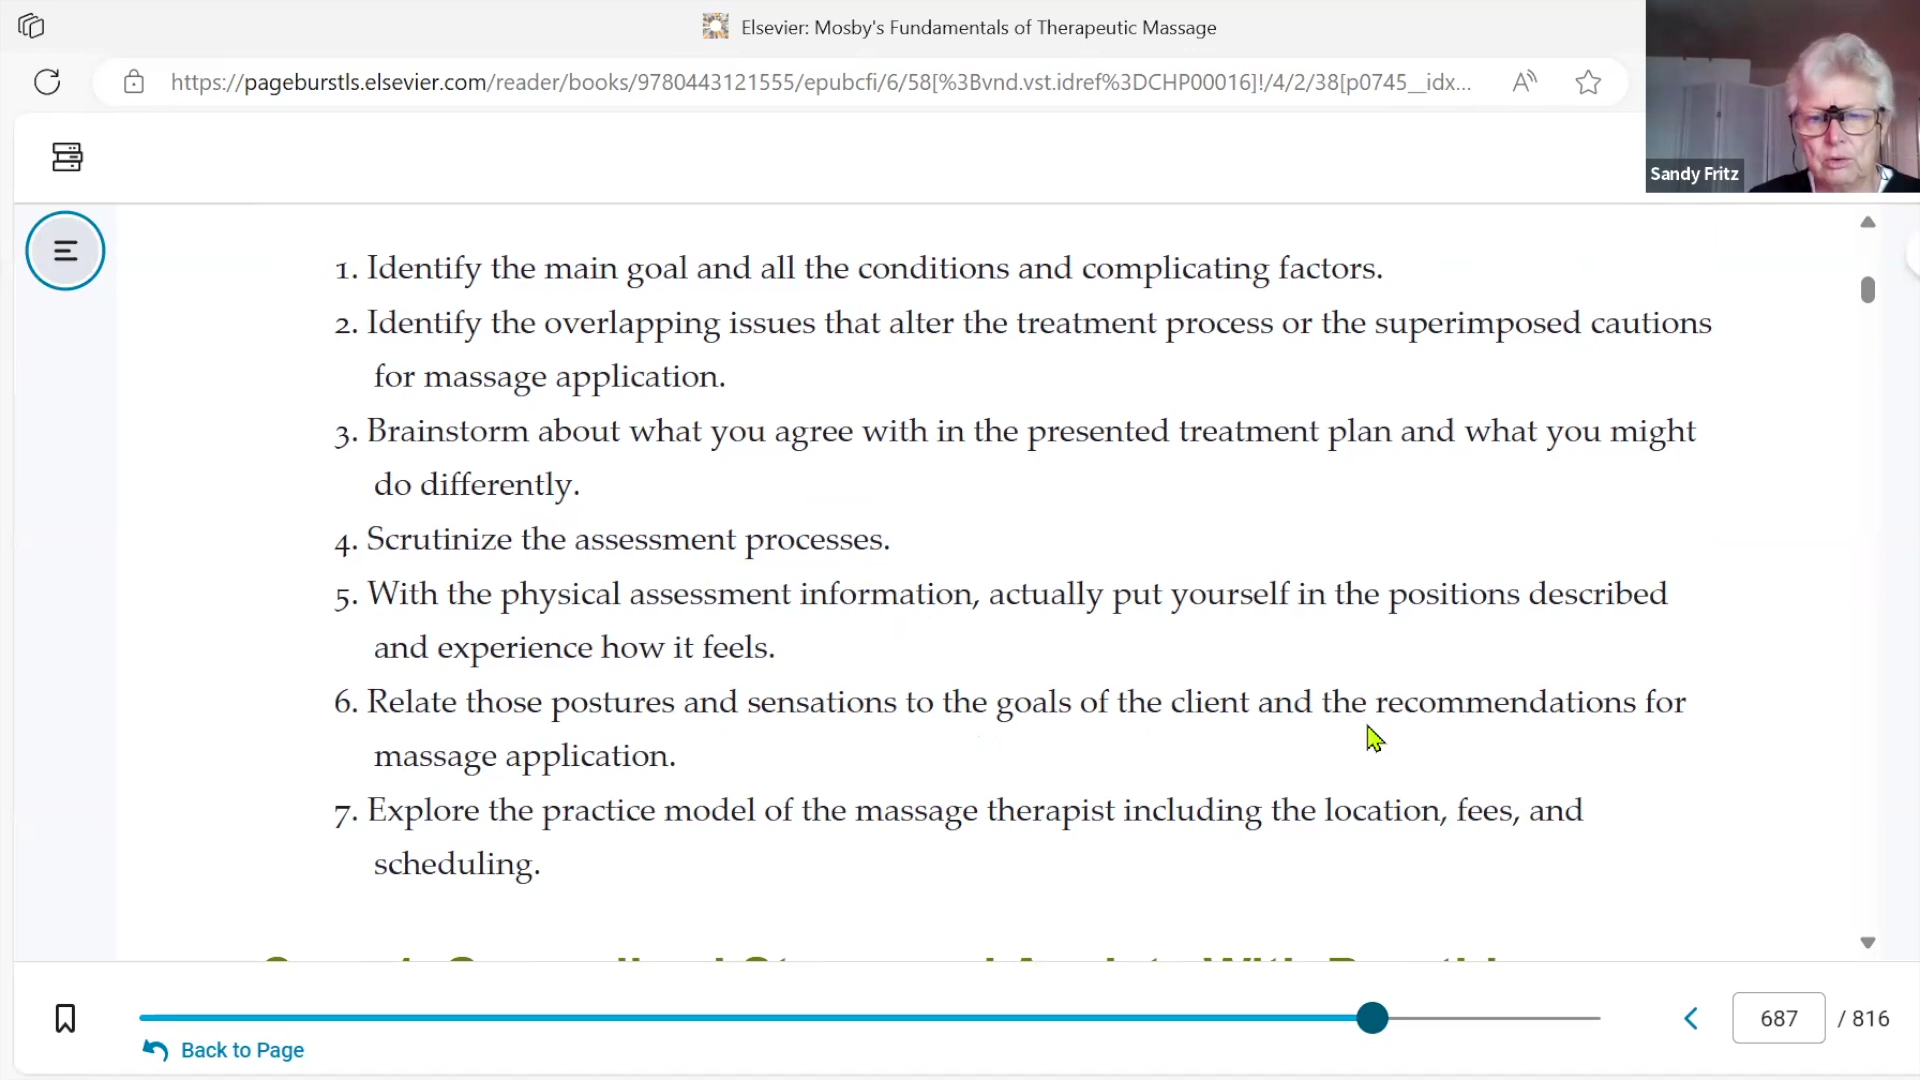 Elsevier: Mosby's Fundamentals of Therapeutic Massage
https://pageburstls.elsevier.com/reader/books/9780443121555/epubcfi/6/58[%3Bvnd.vst.idref%3DCHP00016]!/4/2/38[p0745__idx...
Sandy Fritz
1. Identify the main goal and all the conditions and complicating factors.
2. Identify the overlapping issues that alter the treatment process or the superimposed cautions
for massage application.
3. Brainstorm about what you agree with in the presented treatment plan and what you might
do differently.
4. Scrutinize the assessment processes.
5. With the physical assessment information, actually put yourself in the positions described
and experience how it feels.
6. Relate those postures and sensations to the goals of the client and the recommendations for
massage application.
7. Explore the practice model of the massage therapist including the location, fees, and
scheduling.
687 / 816
Back to Page